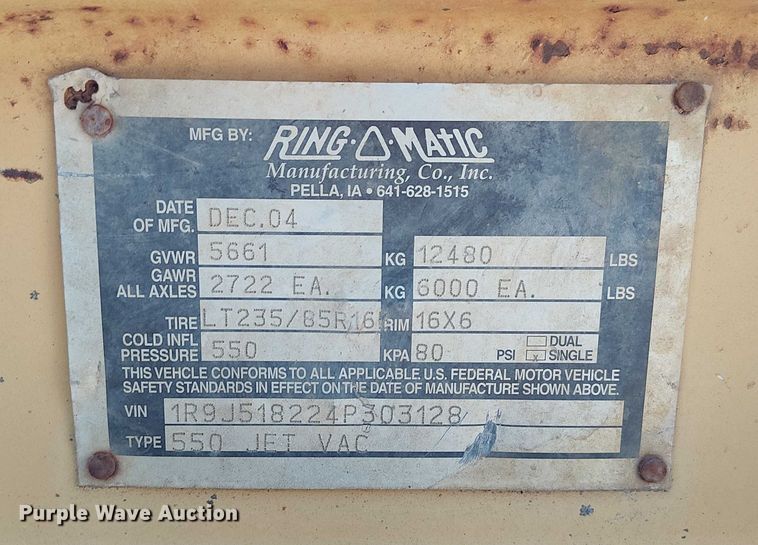 MFG BY: RING·O·MATIC
Manufacturing, Co., Inc.
PELLA, IA • 641-628-1515
DATE OF MFG. DEC.04
GVWR 5661 KG 12480 LBS
GAWR ALL AXLES 2722 EA. KG 6000 EA. LBS
TIRE LT235/85R16 RIM 16X6
COLD INFL PRESSURE 550 KPA 80 PSI DUAL
x SINGLE
THIS VEHICLE CONFORMS TO ALL APPLICABLE U.S. FEDERAL MOTOR VEHICLE
SAFETY STANDARDS IN EFFECT ON THE DATE OF MANUFACTURE SHOWN ABOVE.
VIN 1R9J518224P303128
TYPE 550 JET VAC
Purple Wave Auction